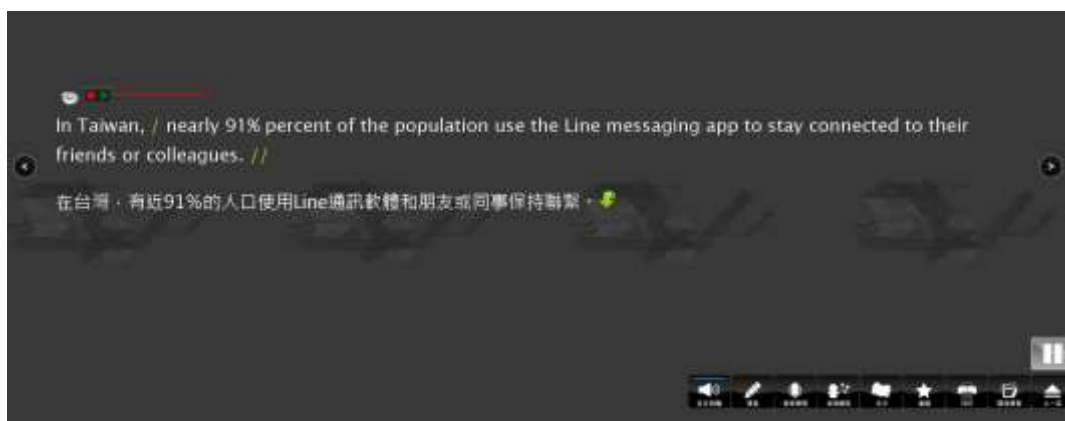 In Taiwan, / nearly 91% percent of the population use the Line messaging app to stay connected to their
friends or colleagues. //
在台灣，有近91%的人口使用Line通訊軟體和朋友或同事保持聯繫。